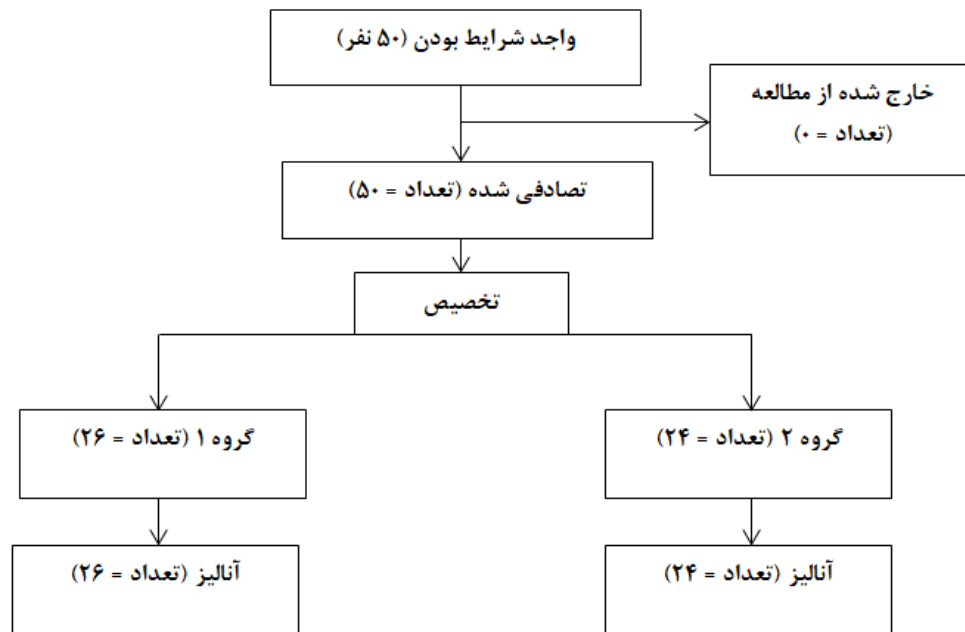 واجد شرایط بودن (۵۰ نفر)
خارج شده از مطالعه
(تعداد = ۰)
تصادفی شده (تعداد = ۵۰)
تخصیص
گروه ۱ (تعداد = ۲۶)
گروه ۲ (تعداد = ۲۴)
آنالیز (تعداد = ۲۶)
آنالیز (تعداد = ۲۴)